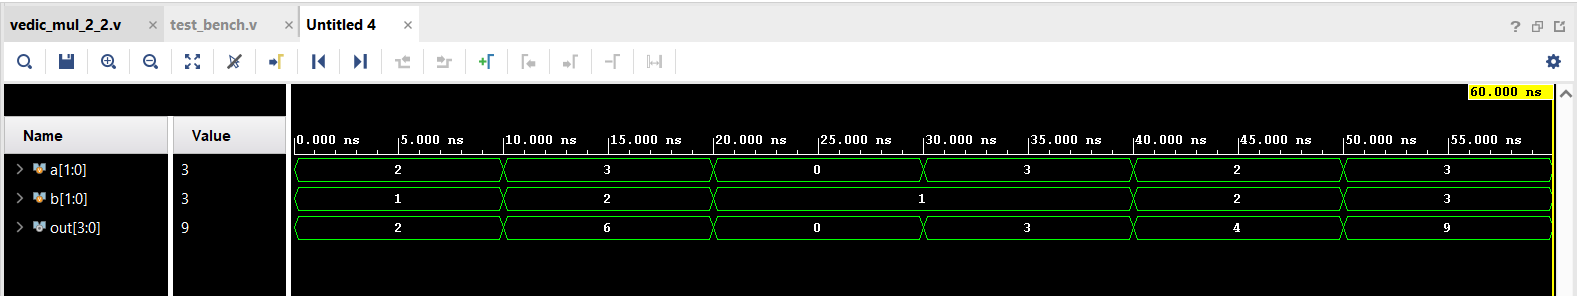 vedic_mul_2_2.v × test_bench.v × Untitled 4 ×
?
60.000 ns
Name Value
0.000 ns 5.000 ns 10.000 ns 15.000 ns 20.000 ns 25.000 ns 30.000 ns 35.000 ns 40.000 ns 45.000 ns 50.000 ns 55.000 ns
a[1:0] 3 2 3 0 3 2 3
b[1:0] 3 1 2 1 2 3
out[3:0] 9 2 6 0 3 4 9